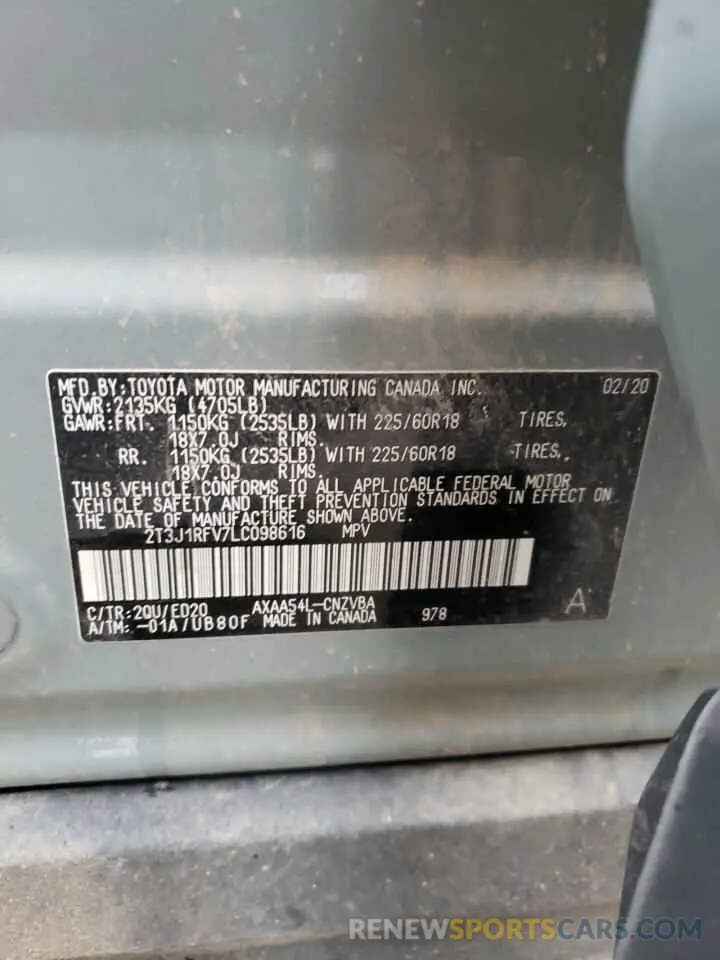 MFD.BY:TOYOTA MOTOR MANUFACTURING CANADA INC. 02/20
GVWR:2135KG (4705LB)
GAWR:FRT. 1150KG (2535LB) WITH 225/60R18 TIRES,
18X7.0J RIMS.
RR. 1150KG (2535LB) WITH 225/60R18 TIRES,
18X7.0J RIMS.
THIS VEHICLE CONFORMS TO ALL APPLICABLE FEDERAL MOTOR
VEHICLE SAFETY AND THEFT PREVENTION STANDARDS IN EFFECT ON
THE DATE OF MANUFACTURE SHOWN ABOVE.
2T3J1RFV7LC098616 MPV
C/TR:2QU/ED20 AXAA54L-CNZVBA A
A/TM:-01A/UB80F MADE IN CANADA 978
RENEWSPORTSCARS.COM